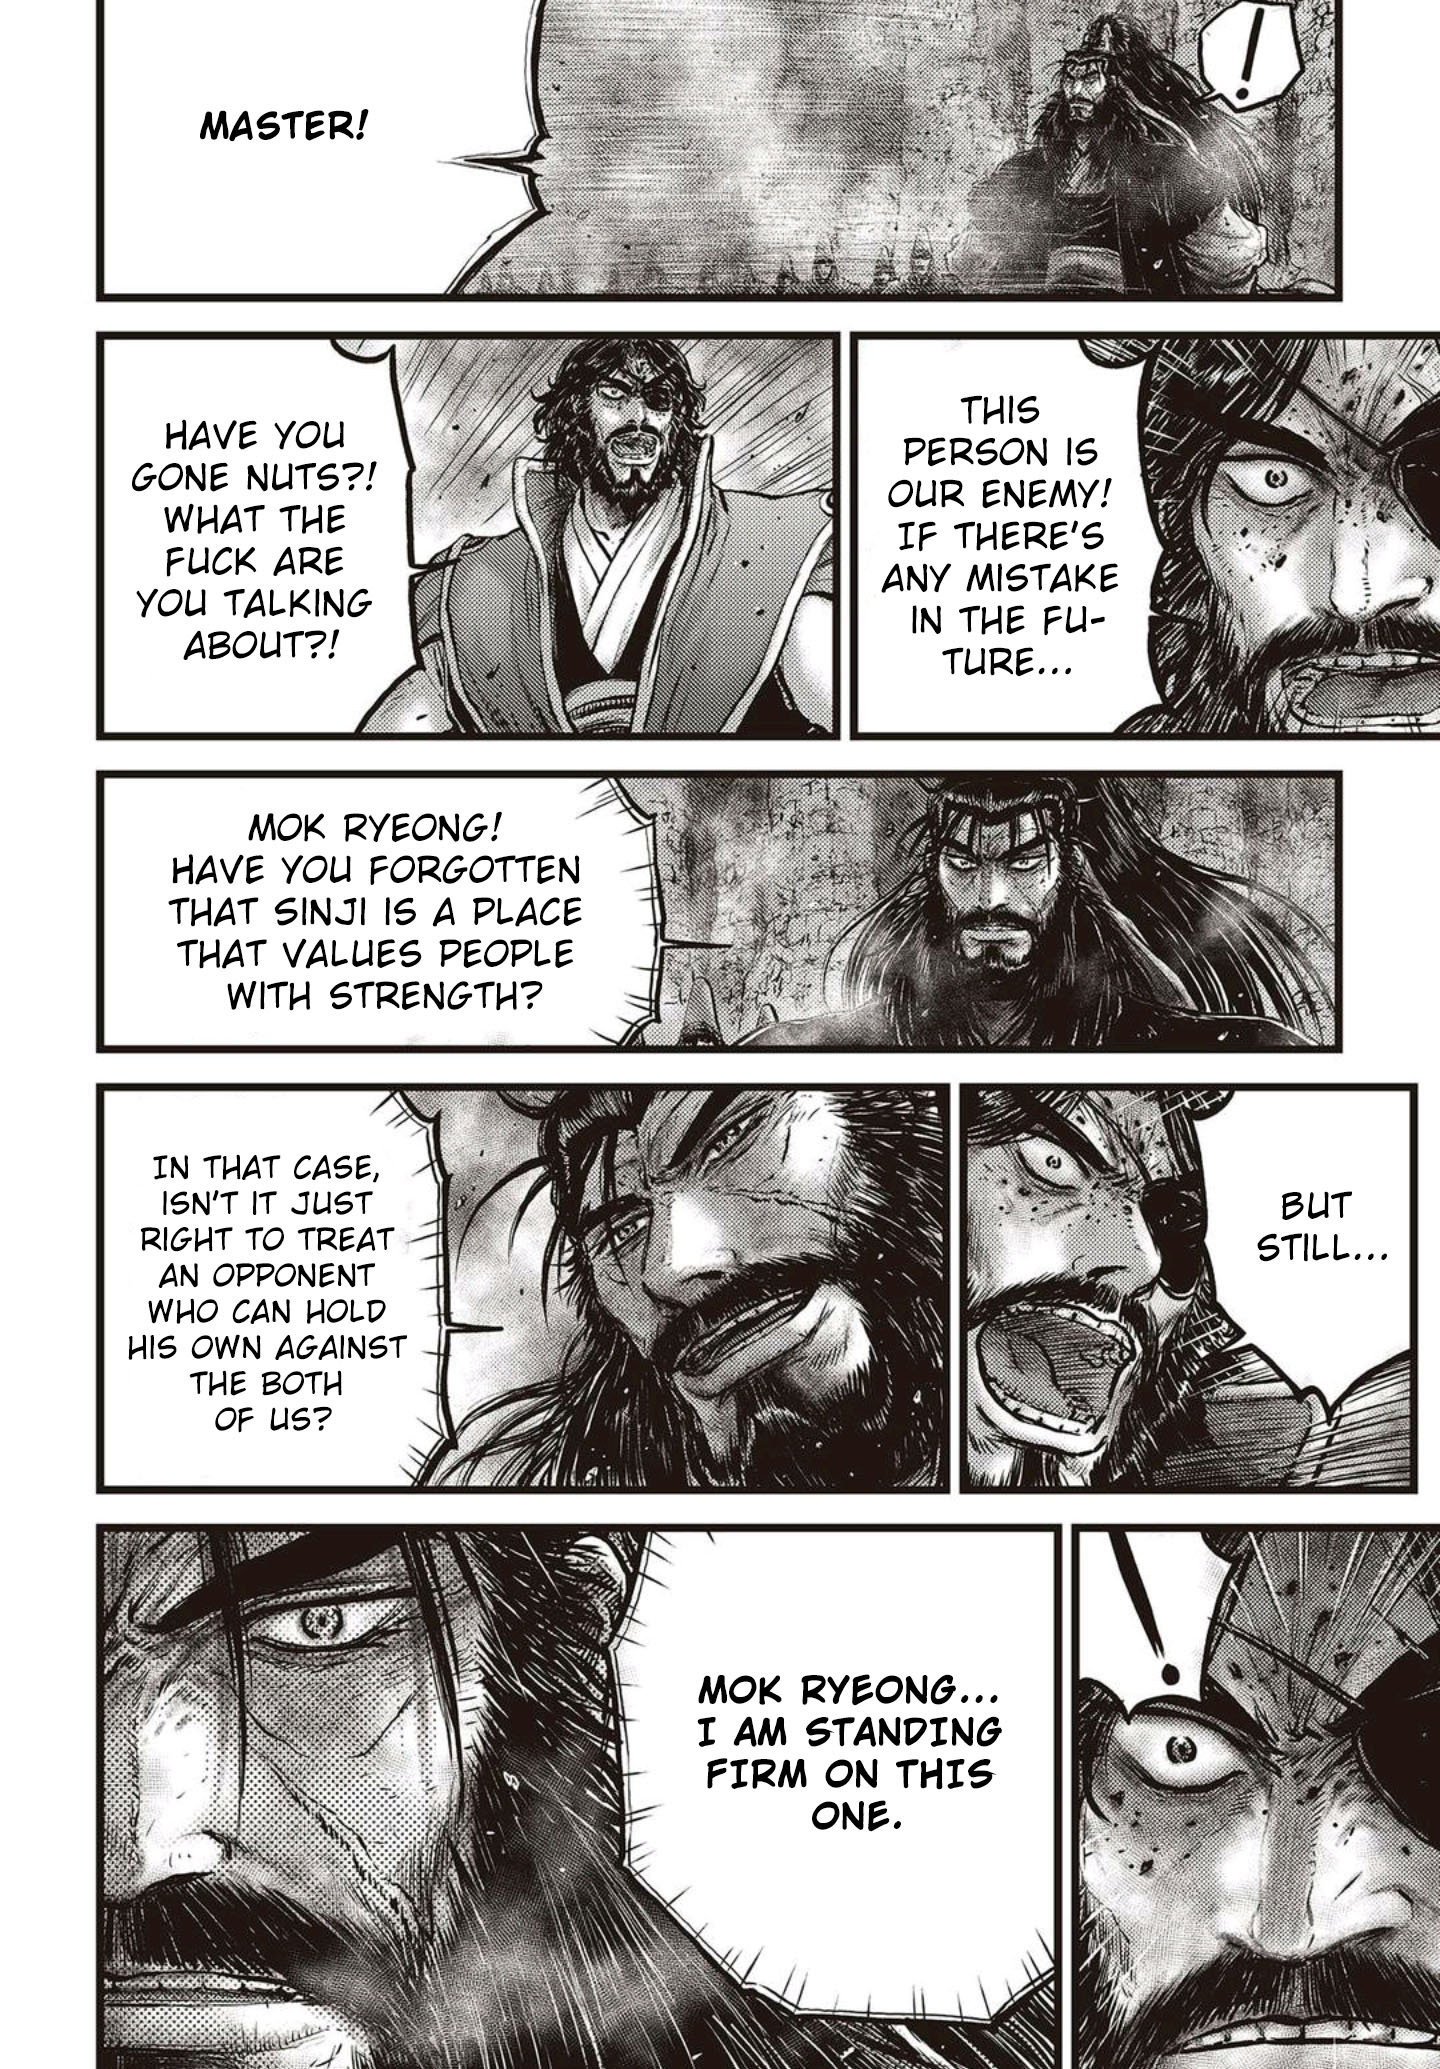 MASTER!
!
HAVE YOU
GONE NUTS?!
WHAT THE
FUCK ARE
YOU TALKING
ABOUT?!
THIS
PERSON IS
OUR ENEMY!
IF THERE'S
ANY MISTAKE
IN THE FU-
TURE...
MOK RYEONG!
HAVE YOU FORGOTTEN
THAT SINJI IS A PLACE
THAT VALUES PEOPLE
WITH STRENGTH?
IN THAT CASE,
ISN'T IT JUST
RIGHT TO TREAT
AN OPPONENT
WHO CAN HOLD
HIS OWN AGAINST
THE BOTH
OF US?
BUT
STILL...
MOK RYEONG...
I AM STANDING
FIRM ON THIS
ONE.
!